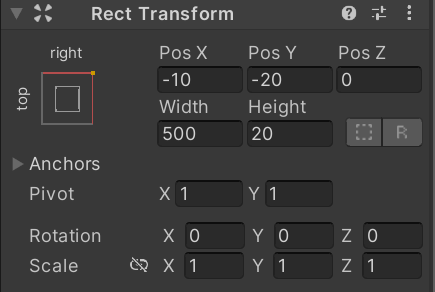 Rect Transform
right
top
Pos X Pos Y Pos Z
-10 -20 0
Width Height
500 20
R
Anchors
Pivot X 1 Y 1
Rotation X 0 Y 0 Z 0
Scale X 1 Y 1 Z 1